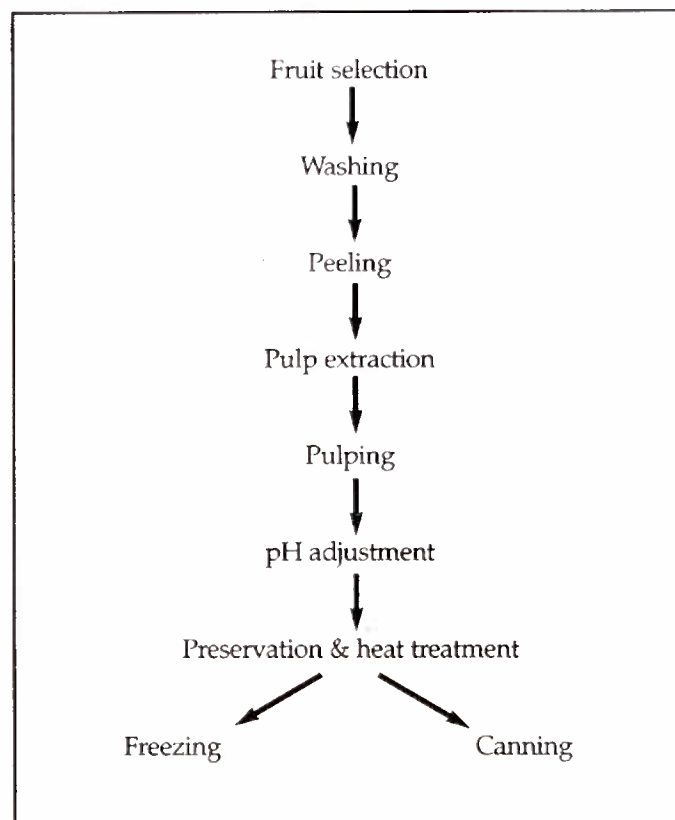 Fruit selection
Washing
Peeling
Pulp extraction
Pulping
pH adjustment
Preservation & heat treatment
Freezing
Canning